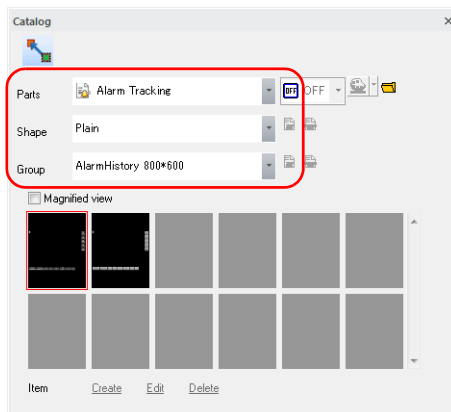 Catalog
Parts Alarm Tracking OFF OFF
Shape Plain
Group AlarmHistory 800*600
Magnified view
Item Create Edit Delete